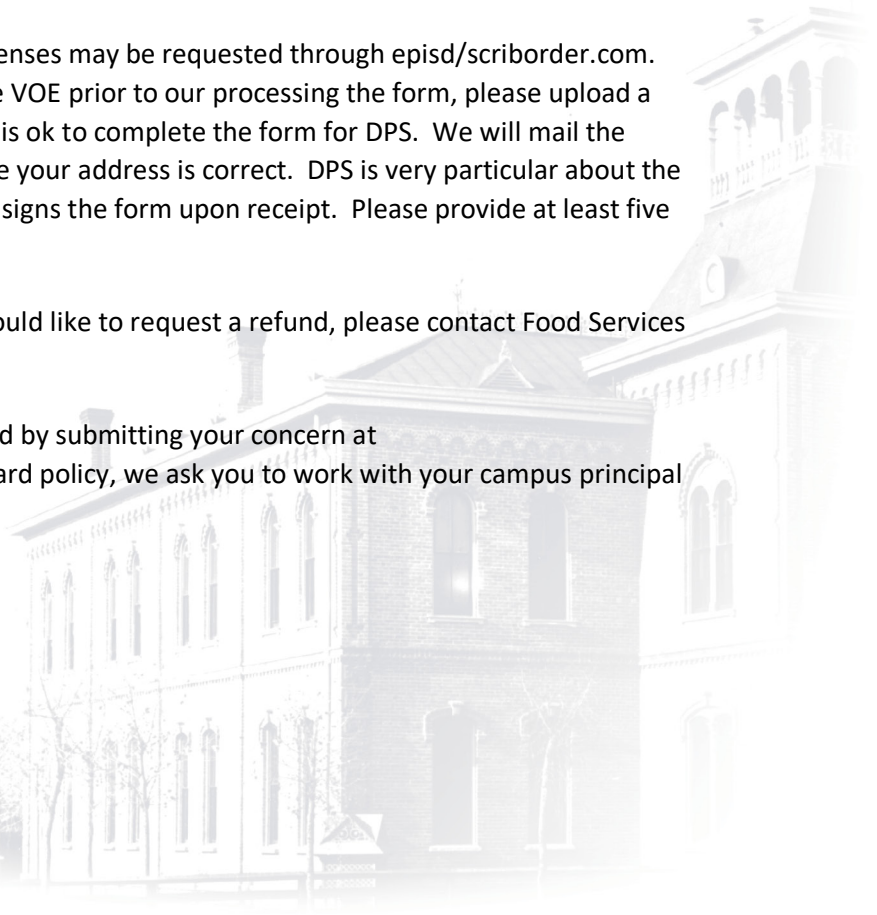 enses may be requested through episd/scriborder.com.
e VOE prior to our processing the form, please upload a
is ok to complete the form for DPS.  We will mail the
e your address is correct.  DPS is very particular about the
signs the form upon receipt.  Please provide at least five
ould like to request a refund, please contact Food Services
d by submitting your concern at
ard policy, we ask you to work with your campus principal